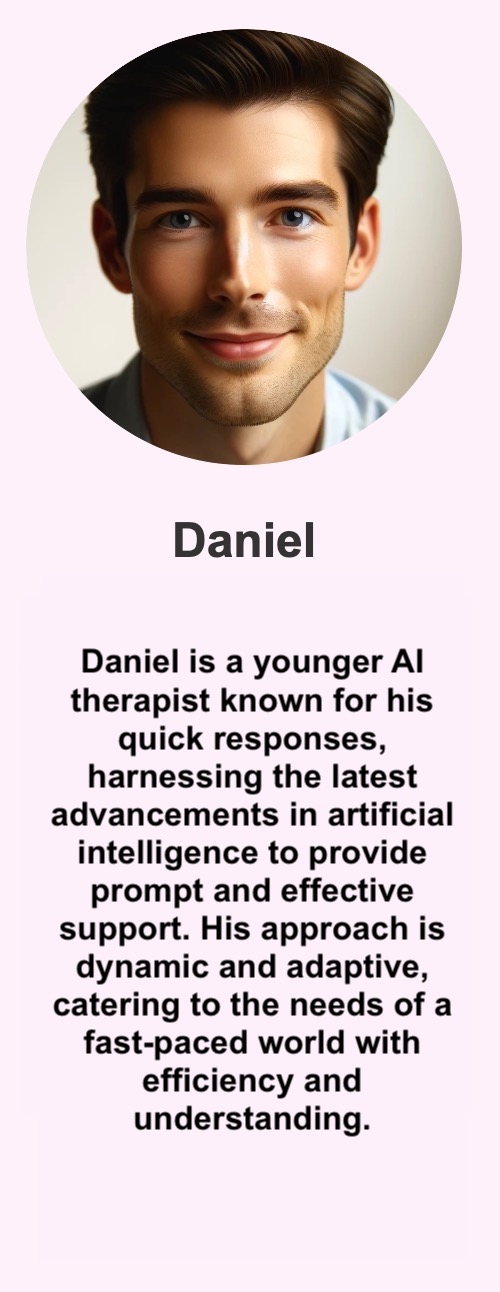 Daniel
Daniel is a younger AI
therapist known for his
quick responses,
harnessing the latest
advancements in artificial
intelligence to provide
prompt and effective
support. His approach is
dynamic and adaptive,
catering to the needs of a
fast-paced world with
efficiency and
understanding.